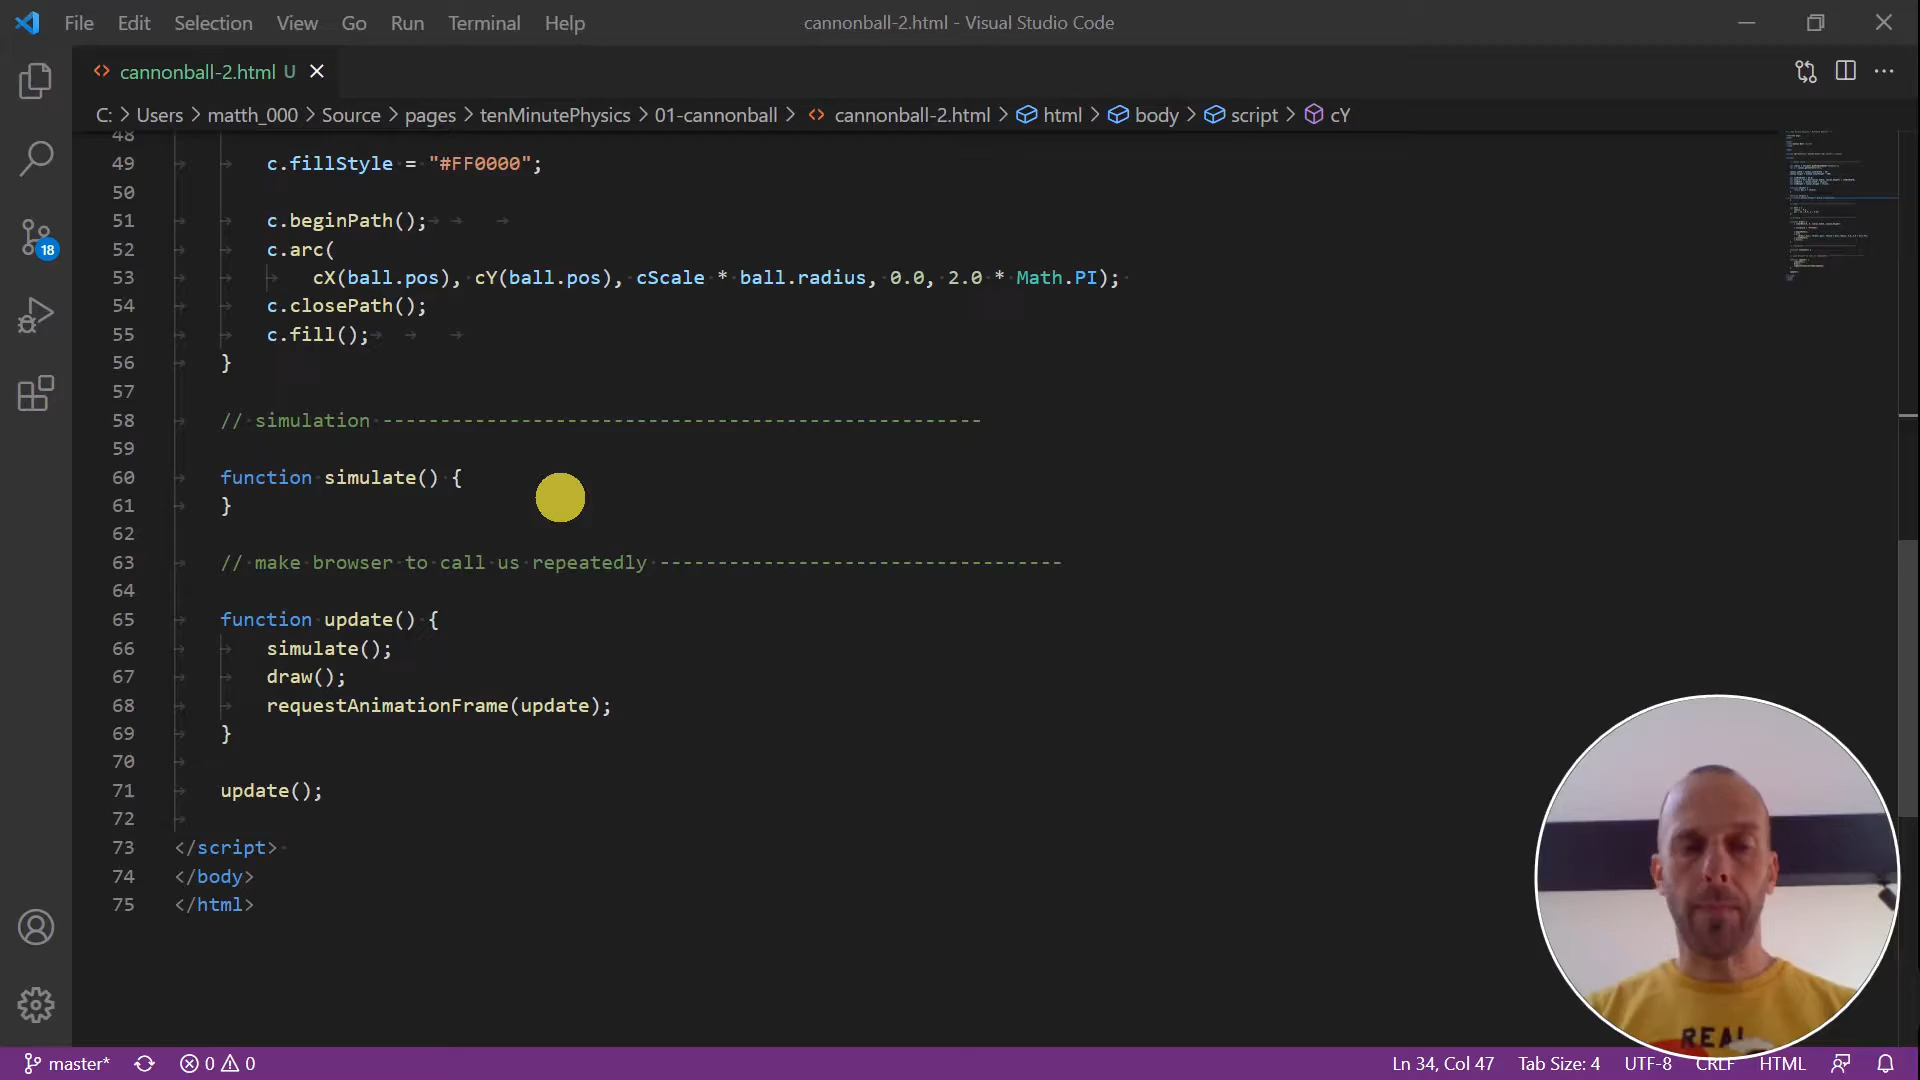 File Edit Selection View Go Run Terminal Help cannonball-2.html - Visual Studio Code
cannonball-2.html U
C: > Users > matth_000 > Source > pages > tenMinutePhysics > 01-cannonball > cannonball-2.html > html > body > script > cY
48
49 c.fillStyle = "#FF0000";
50
51 c.beginPath();
52 c.arc(
53 cX(ball.pos), cY(ball.pos), cScale * ball.radius, 0.0, 2.0 * Math.PI);
54 c.closePath();
55 c.fill();
56 }
57
58 // simulation ----------------------------------------------------
59
60 function simulate() {
61 }
62
63 // make browser to call us repeatedly -----------------------------------
64
65 function update() {
66 simulate();
67 draw();
68 requestAnimationFrame(update);
69 }
70
71 update();
72
73 </script>
74 </body>
75 </html>
18
REAL
master* 0 0 Ln 34, Col 47 Tab Size: 4 UTF-8 CRLF HTML